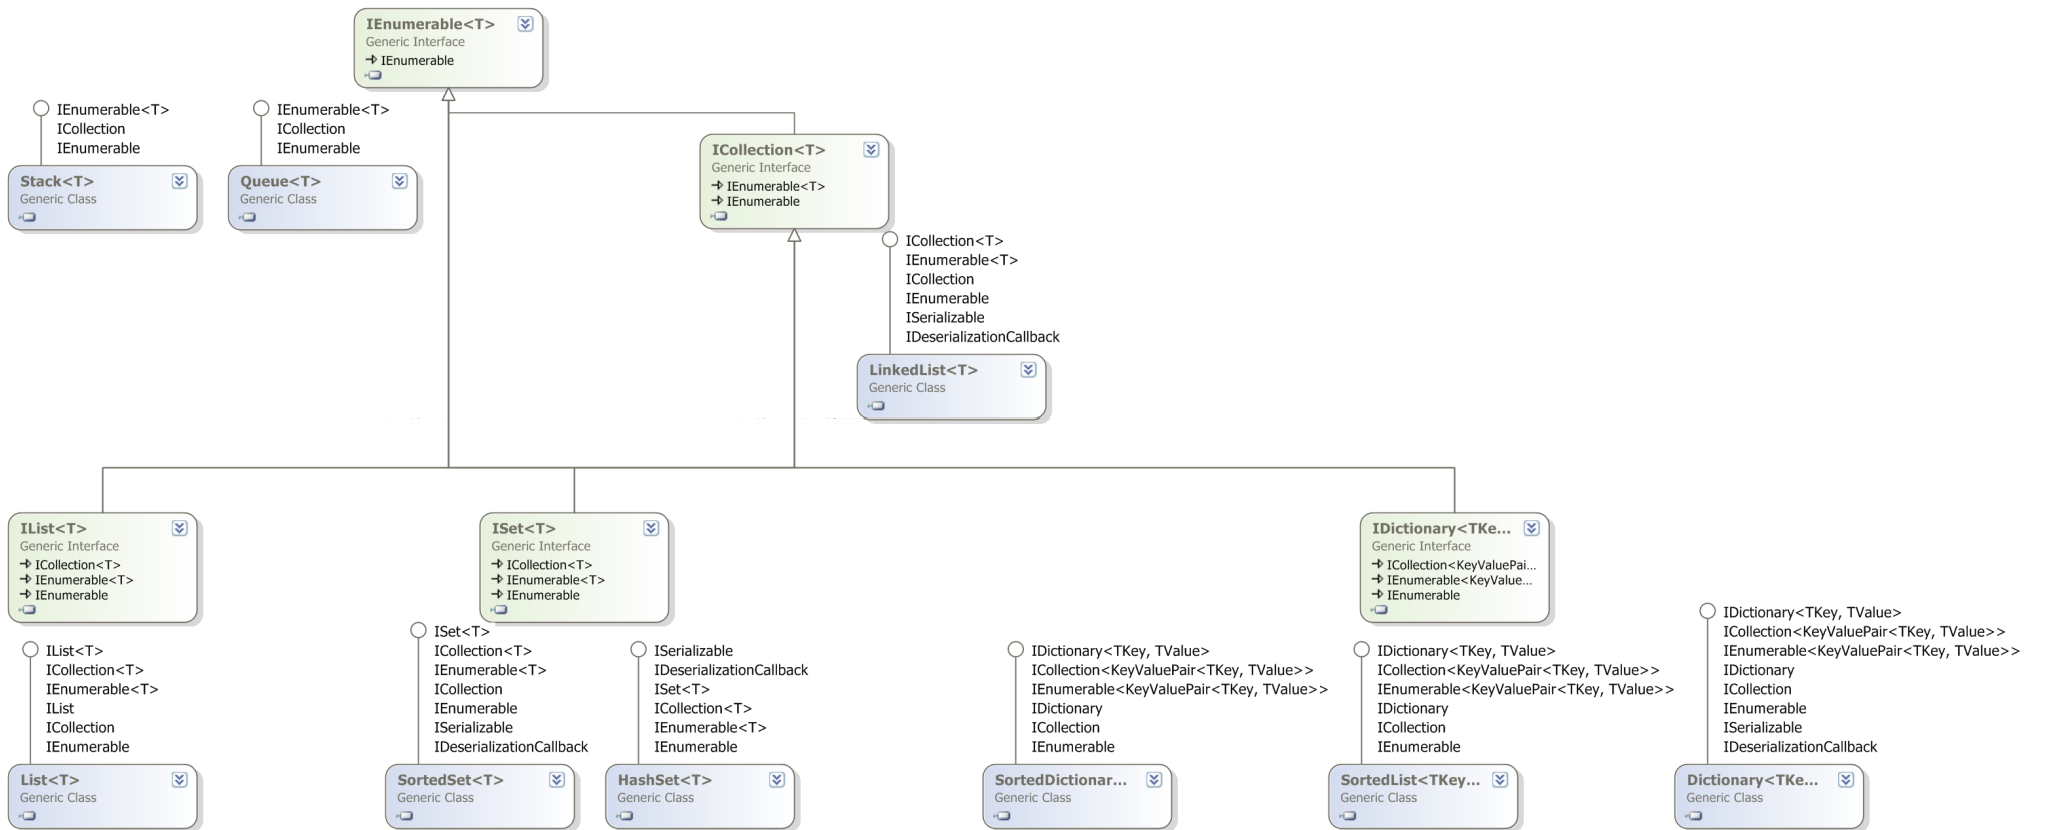 IEnumerable<T>
Generic Interface
IEnumerable
IEnumerable<T>
ICollection
IEnumerable
Stack<T>
Generic Class
IEnumerable<T>
ICollection
IEnumerable
Queue<T>
Generic Class
ICollection<T>
Generic Interface
IEnumerable<T>
IEnumerable
ICollection<T>
IEnumerable<T>
ICollection
IEnumerable
ISerializable
IDeserializationCallback
LinkedList<T>
Generic Class
IList<T>
Generic Interface
ICollection<T>
IEnumerable<T>
IEnumerable
ISet<T>
Generic Interface
ICollection<T>
IEnumerable<T>
IEnumerable
IDictionary<TKe...
Generic Interface
ICollection<KeyValuePai...
IEnumerable<KeyValue...
IEnumerable
IList<T>
ICollection<T>
IEnumerable<T>
IList
ICollection
IEnumerable
List<T>
Generic Class
ISet<T>
ICollection<T>
IEnumerable<T>
ICollection
IEnumerable
ISerializable
IDeserializationCallback
SortedSet<T>
Generic Class
ISerializable
IDeserializationCallback
ISet<T>
ICollection<T>
IEnumerable<T>
IEnumerable
HashSet<T>
Generic Class
IDictionary<TKey, TValue>
ICollection<KeyValuePair<TKey, TValue>>
IEnumerable<KeyValuePair<TKey, TValue>>
IDictionary
ICollection
IEnumerable
SortedDictionar...
Generic Class
IDictionary<TKey, TValue>
ICollection<KeyValuePair<TKey, TValue>>
IEnumerable<KeyValuePair<TKey, TValue>>
IDictionary
ICollection
IEnumerable
SortedList<TKey...
Generic Class
IDictionary<TKey, TValue>
ICollection<KeyValuePair<TKey, TValue>>
IEnumerable<KeyValuePair<TKey, TValue>>
IDictionary
ICollection
IEnumerable
ISerializable
IDeserializationCallback
Dictionary<TKe...
Generic Class